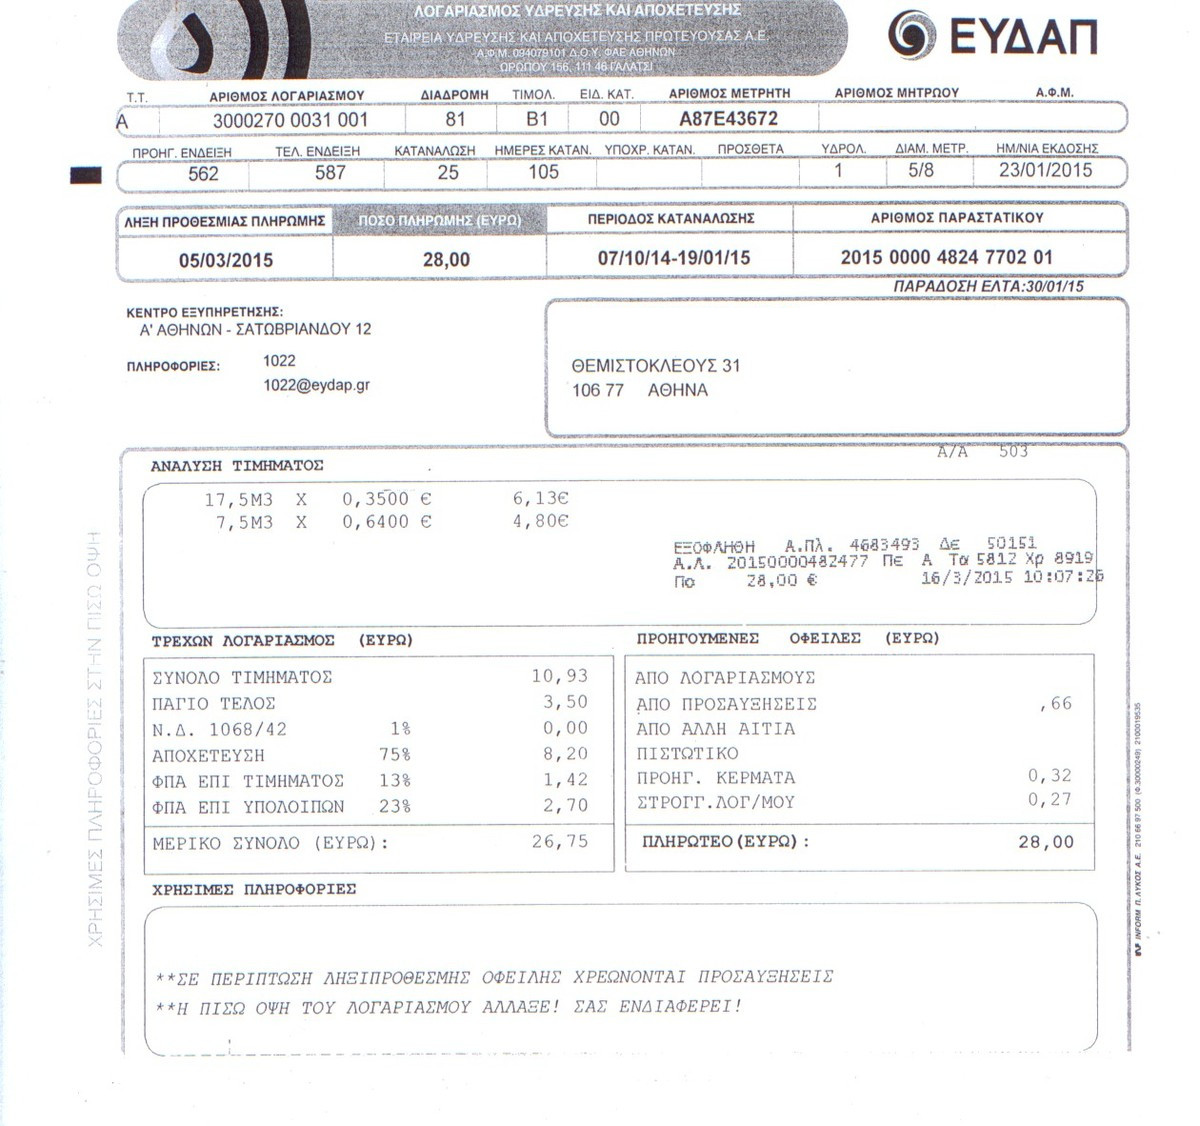 ΛΟΓΑΡΙΑΣΜΟΣ ΥΔΡΕΥΣΗΣ ΚΑΙ ΑΠΟΧΕΤΕΥΣΗΣ
ΕΤΑΙΡΕΙΑ ΥΔΡΕΥΣΗΣ ΚΑΙ ΑΠΟΧΕΤΕΥΣΗΣ ΠΡΩΤΕΥΟΥΣΑΣ Α.Ε.
Α.Φ.Μ. 094079101 Δ.Ο.Υ. ΦΑΕ ΑΘΗΝΩΝ
ΩΡΩΠΟΥ 156, 111 46 ΓΑΛΑΤΣΙ
ΕΥΔΑΠ
Τ.Τ. ΑΡΙΘΜΟΣ ΛΟΓΑΡΙΑΣΜΟΥ ΔΙΑΔΡΟΜΗ ΤΙΜΟΛ. ΕΙΔ. ΚΑΤ. ΑΡΙΘΜΟΣ ΜΕΤΡΗΤΗ ΑΡΙΘΜΟΣ ΜΗΤΡΩΟΥ Α.Φ.Μ.
Α 3000270 0031 001 81 Β1 00 A87E43672
ΠΡΟΗΓ. ΕΝΔΕΙΞΗ ΤΕΛ. ΕΝΔΕΙΞΗ ΚΑΤΑΝΑΛΩΣΗ ΗΜΕΡΕΣ ΚΑΤΑΝ. ΥΠΟΧΡ. ΚΑΤΑΝ. ΠΡΟΣΘΕΤΑ ΥΔΡΟΛ. ΔΙΑΜ. ΜΕΤΡ. ΗΜ/ΝΙΑ ΕΚΔΟΣΗΣ
562 587 25 105 1 5/8 23/01/2015
ΛΗΞΗ ΠΡΟΘΕΣΜΙΑΣ ΠΛΗΡΩΜΗΣ ΠΟΣΟ ΠΛΗΡΩΜΗΣ (ΕΥΡΩ) ΠΕΡΙΟΔΟΣ ΚΑΤΑΝΑΛΩΣΗΣ ΑΡΙΘΜΟΣ ΠΑΡΑΣΤΑΤΙΚΟΥ
05/03/2015 28,00 07/10/14-19/01/15 2015 0000 4824 7702 01
ΠΑΡΑΔΟΣΗ ΕΛΤΑ:30/01/15
ΚΕΝΤΡΟ ΕΞΥΠΗΡΕΤΗΣΗΣ:
Α' ΑΘΗΝΩΝ - ΣΑΤΩΒΡΙΑΝΔΟΥ 12
ΠΛΗΡΟΦΟΡΙΕΣ: 1022
1022@eydap.gr
ΘΕΜΙΣΤΟΚΛΕΟΥΣ 31
106 77 ΑΘΗΝΑ
Α/Α 503
ΑΝΑΛΥΣΗ ΤΙΜΗΜΑΤΟΣ
17,5Μ3 Χ 0,3500 € 6,13€
7,5Μ3 Χ 0,6400 € 4,80€
ΕΞΟΦΛΗΘΗ Α.Πλ. 4683493 Δε 50151
Α.Λ. 20150000482477 Πε Α Τα 5812 Χρ 8919
Πο 28,00 € 16/3/2015 10:07:26
ΤΡΕΧΩΝ ΛΟΓΑΡΙΑΣΜΟΣ (ΕΥΡΩ)
ΣΥΝΟΛΟ ΤΙΜΗΜΑΤΟΣ 10,93
ΠΑΓΙΟ ΤΕΛΟΣ 3,50
Ν.Δ. 1068/42 1% 0,00
ΑΠΟΧΕΤΕΥΣΗ 75% 8,20
ΦΠΑ ΕΠΙ ΤΙΜΗΜΑΤΟΣ 13% 1,42
ΦΠΑ ΕΠΙ ΥΠΟΛΟΙΠΩΝ 23% 2,70
ΜΕΡΙΚΟ ΣΥΝΟΛΟ (ΕΥΡΩ): 26,75
ΠΡΟΗΓΟΥΜΕΝΕΣ ΟΦΕΙΛΕΣ (ΕΥΡΩ)
ΑΠΟ ΛΟΓΑΡΙΑΣΜΟΥΣ
ΑΠΟ ΠΡΟΣΑΥΞΗΣΕΙΣ ,66
ΑΠΟ ΑΛΛΗ ΑΙΤΙΑ
ΠΙΣΤΩΤΙΚΟ
ΠΡΟΗΓ. ΚΕΡΜΑΤΑ 0,32
ΣΤΡΟΓΓ.ΛΟΓ/ΜΟΥ 0,27
ΠΛΗΡΩΤΕΟ(ΕΥΡΩ): 28,00
ΧΡΗΣΙΜΕΣ ΠΛΗΡΟΦΟΡΙΕΣ
**ΣΕ ΠΕΡΙΠΤΩΣΗ ΛΗΞΙΠΡΟΘΕΣΜΗΣ ΟΦΕΙΛΗΣ ΧΡΕΩΝΟΝΤΑΙ ΠΡΟΣΑΥΞΗΣΕΙΣ
**Η ΠΙΣΩ ΟΨΗ ΤΟΥ ΛΟΓΑΡΙΑΣΜΟΥ ΑΛΛΑΞΕ! ΣΑΣ ΕΝΔΙΑΦΕΡΕΙ!
ΧΡΗΣΙΜΕΣ ΠΛΗΡΟΦΟΡΙΕΣ ΣΤΗΝ ΠΙΣΩ ΟΨΗ
INFORM Π. ΛΥΚΟΣ Α.Ε. 210 66 97 500 (Φ.30000249) 2100019535